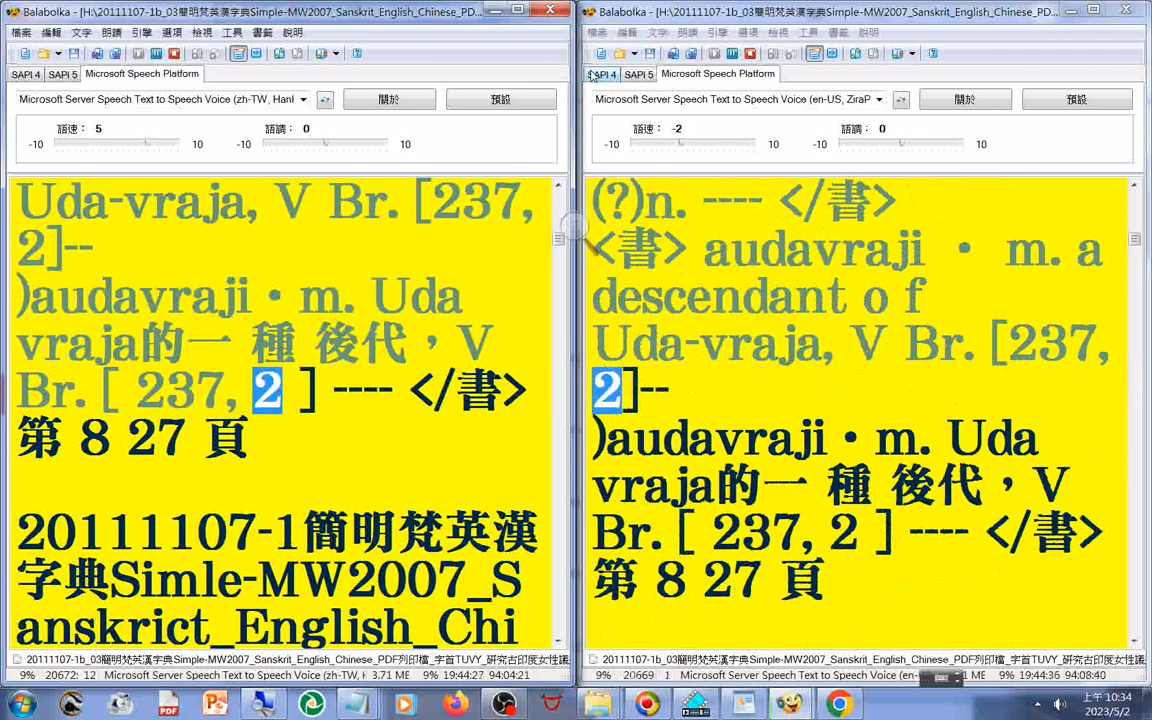 Balabolka - [H:\20111107-1b_03簡明梵英漢字典Simple-MW2007_Sanskrit_English_Chinese_PD...
檔案 編輯 文字 朗讀 引擎 選項 檢視 工具 書籤 說明
SAPI 4 SAPI 5 Microsoft Speech Platform
Microsoft Server Speech Text to Speech Voice (zh-TW, HanH 關於 預設
語速： 5 語調： 0
-10 10 -10 10
Uda-vraja, V Br. [237,
2]--
)audavraji • m. Uda
vraja的一 種 後代，V
Br. [ 237, 2 ] ---- </書>
第 8 27 頁
20111107-1簡明梵英漢
字典Simle-MW2007_S
anskrict_English_Chi
20111107-1b_03簡明梵英漢字典Simple-MW2007_Sanskrit_English_Chinese_PDF列印檔_字首TUVY_研究古印度女性議
9% 20672: 12 Microsoft Server Speech Text to Speech Voice (zh-TW, H 3.71 ME 9% 19:44:27 94:04:21
Balabolka - [H:\20111107-1b_03簡明梵英漢字典Simple-MW2007_Sanskrit_English_Chinese_PD...
檔案 編輯 文字 朗讀 引擎 選項 檢視 工具 書籤 說明
SAPI 4 SAPI 5 Microsoft Speech Platform
Microsoft Server Speech Text to Speech Voice (en-US, ZiraP 關於 預設
語速： -2 語調： 0
-10 10 -10 10
(?)n. ---- </書>
<書> audavraji • m. a
descendant o f
Uda-vraja, V Br. [237,
2]--
)audavraji • m. Uda
vraja的一 種 後代，V
Br. [ 237, 2 ] ---- </書>
第 8 27 頁
20111107-1b_03簡明梵英漢字典Simple-MW2007_Sanskrit_English_Chinese_PDF列印檔_字首TUVY_研究古印度女性議
9% 20669 1 Microsoft Server Speech Text to Speech Voice (en- 1 ME 9% 19:44:36 94:08:40
上午 10:34
2023/5/2